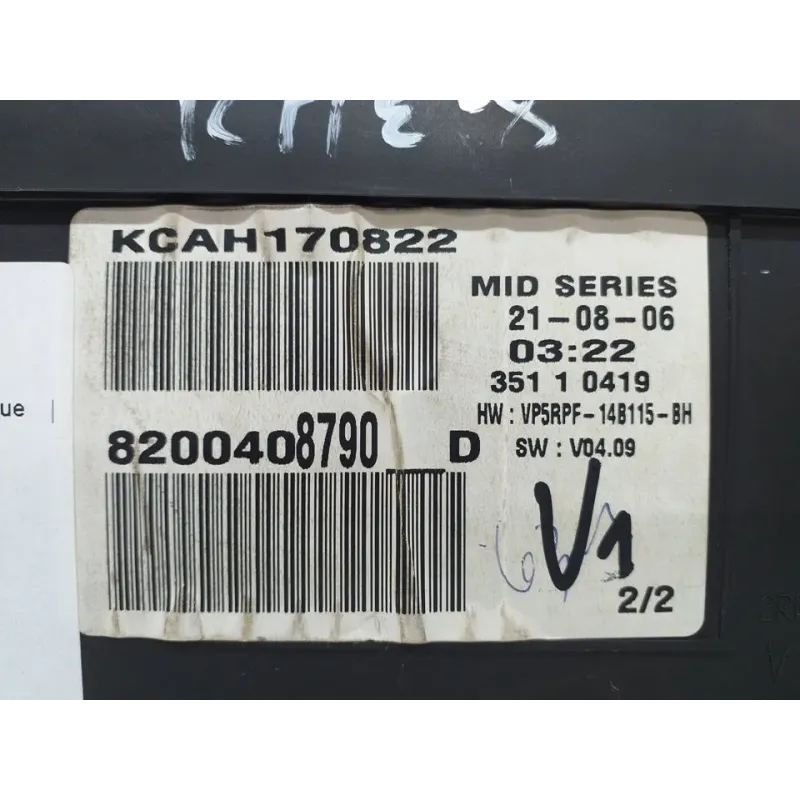 KCAH170822
MID SERIES
21-08-06
03:22
351 1 0419
HW : VP5RPF-14B115-BH
SW : V04.09
8200408790__D
ue |
V1
2/2